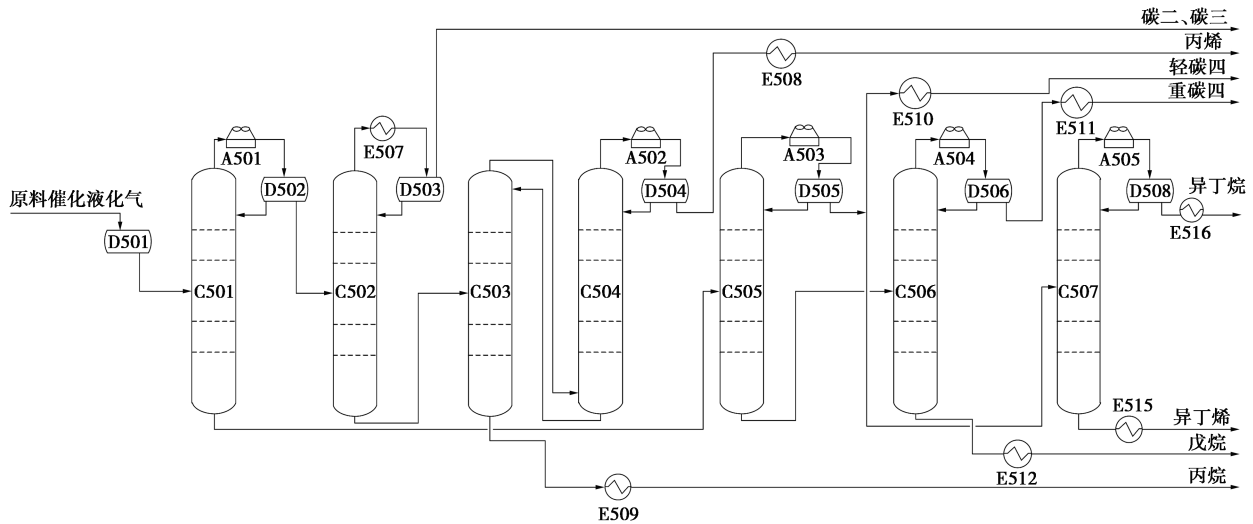 碳二、碳三
丙烯
E508
轻碳四
E510
重碳四
E511
A501
E507
A502
A503
A504
A505
D502
D503
D504
D505
D506
D508
异丁烷
E516
原料催化液化气
D501
C501
C502
C503
C504
C505
C506
C507
E515
异丁烯
戊烷
E512
丙烷
E509